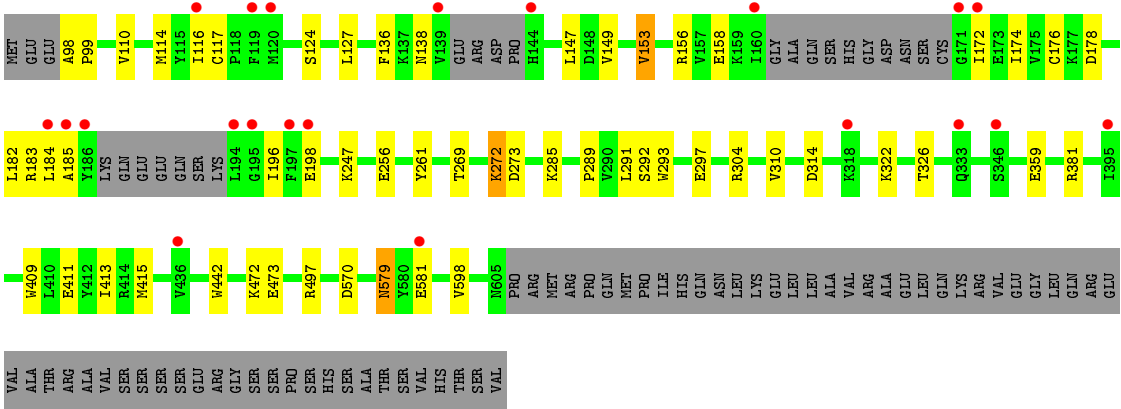 MET GLU GLU A98 P99 V110 M114 Y115 I116 C117 P118 F119 M120 S124 L127 F136 K137 N138 V139 GLU ARG ASP PRO H144 L147 D148 V149 V153 R156 V157 E158 K159 I160 GLY ALA GLN SER HIS GLY ASP ASN SER CYS G171 I172 E173 I174 V175 C176 K177 D178
L182 R183 L184 A185 Y186 LYS GLN GLU GLU GLN SER LYS L194 G195 I196 F197 E198 K247 E256 Y261 T269 K272 D273 K285 P289 V290 L291 S292 W293 E297 R304 V310 D314 K318 K322 T326 Q333 S346 E359 R381 I395
W409 L410 E411 Y412 I413 R414 M415 V436 W442 K472 E473 R497 D570 N579 Y580 E581 V598 N605 PRO ARG MET ARG PRO GLN MET PRO ILE HIS GLN ASN LEU LYS GLU LEU LEU ALA VAL ARG ALA GLU LEU GLN LYS ARG VAL GLU GLY LEU GLN ARG GLU
VAL ALA THR ARG ALA VAL SER SER SER SER GLU ARG GLY SER SER PRO SER HIS SER ALA THR SER VAL HIS THR SER VAL